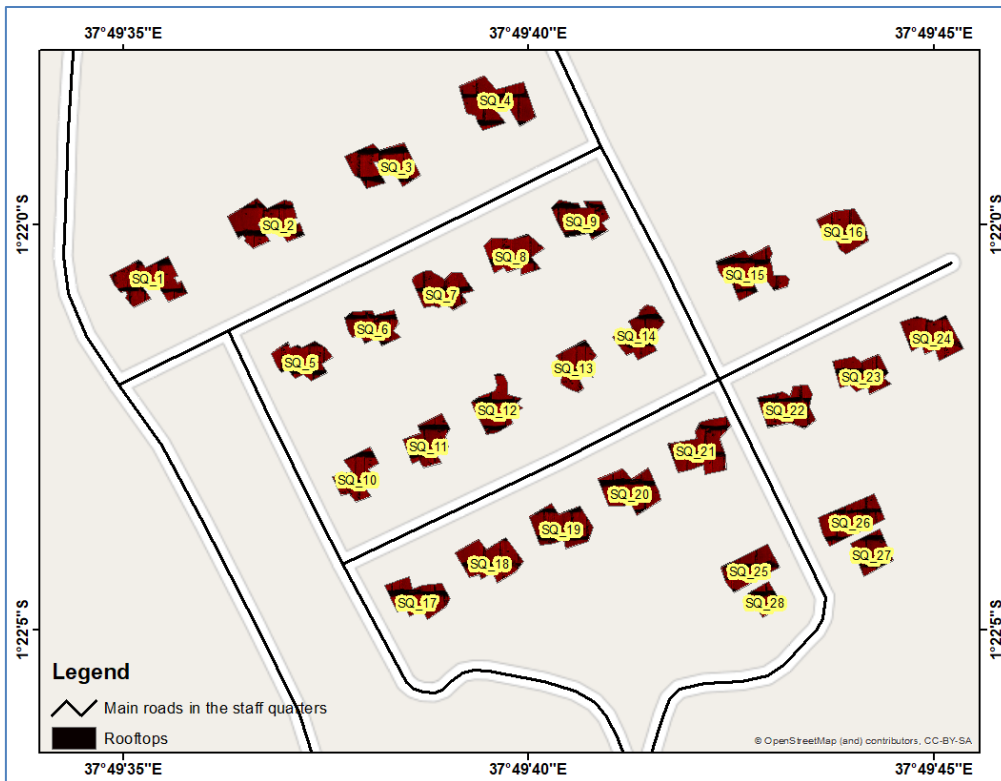 37°49'35"E
37°49'40"E
37°49'45"E
1°22'0"S
1°22'0"S
SQ_4
SQ_3
SQ_2
SQ_9
SQ_16
SQ_8
SQ_1
SQ_15
SQ_7
SQ_6
SQ_14
SQ_24
SQ_5
SQ_13
SQ_23
SQ_12
SQ_22
SQ_11
SQ_21
SQ_10
SQ_20
SQ_26
SQ_19
SQ_27
SQ_18
SQ_25
SQ_17
SQ_28
1°22'5"S
1°22'5"S
Legend
Main roads in the staff quarters
Rooftops
© OpenStreetMap (and) contributors, CC-BY-SA
37°49'35"E
37°49'40"E
37°49'45"E